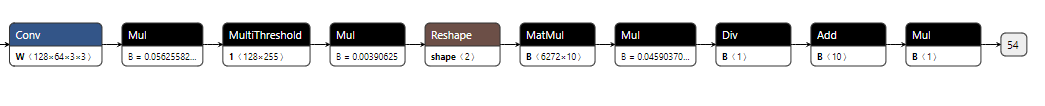 Conv
W ⟨128×64×3×3⟩
Mul
B = 0.05625582...
MultiThreshold
1 ⟨128×255⟩
Mul
B = 0.00390625
Reshape
shape ⟨2⟩
MatMul
B ⟨6272×10⟩
Mul
B = 0.04590370...
Div
B ⟨1⟩
Add
B ⟨10⟩
Mul
B ⟨1⟩
54